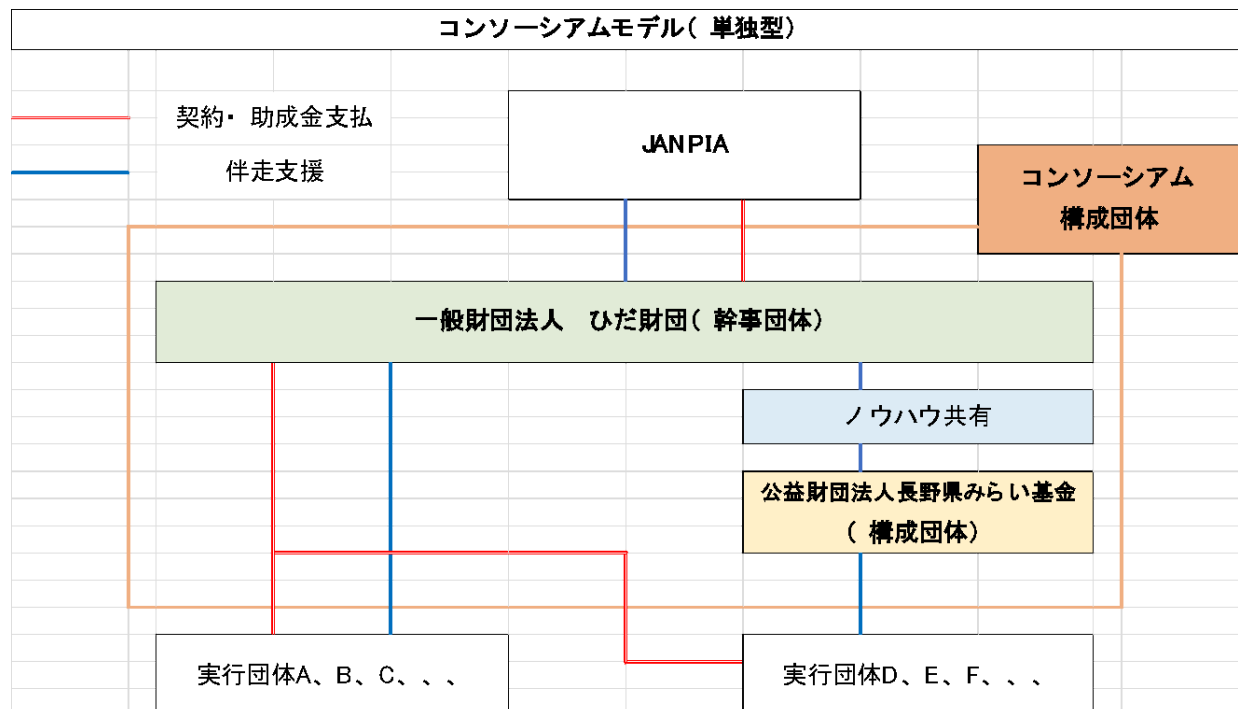 コンソーシアムモデル( 単独型)
契約・ 助成金支払
伴走支援
JANPIA
コンソーシアム
構成団体
一般財団法人　ひだ財団( 幹事団体)
ノウハウ共有
公益財団法人長野県みらい基金
( 構成団体)
実行団体A、B、C、、、
実行団体D、E、F、、、